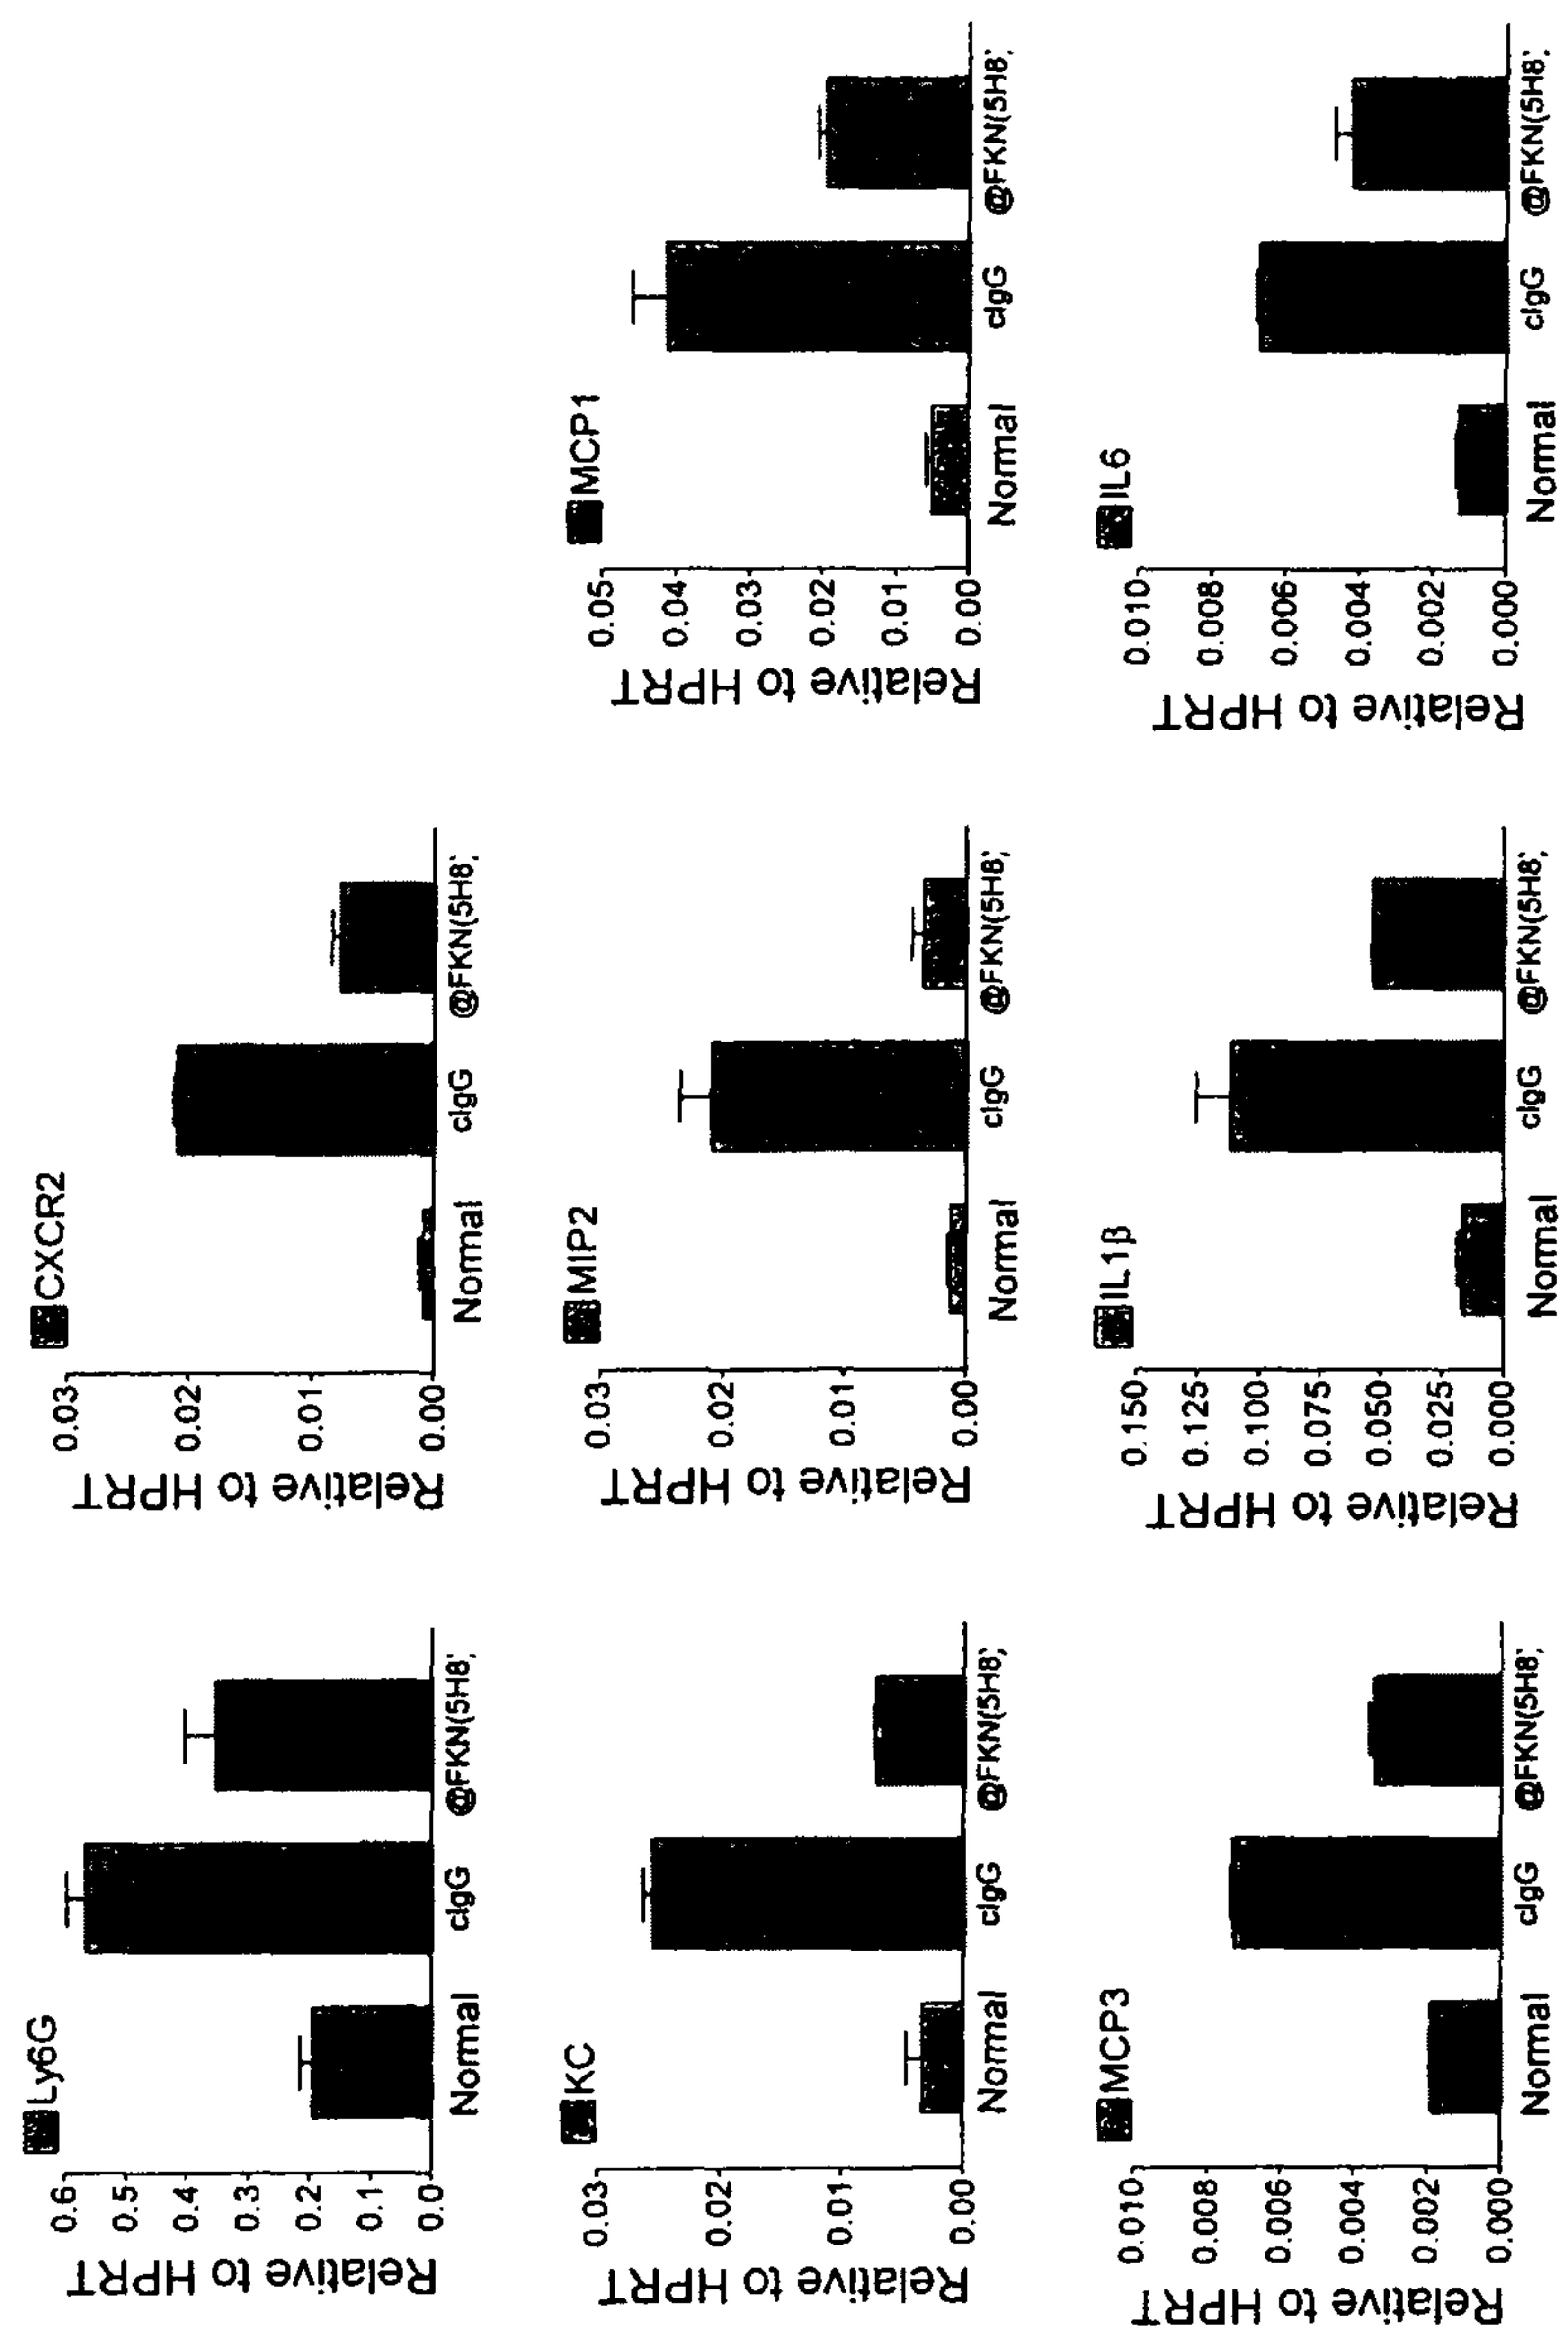 Ly6G
Relative to HPRT
0.6
0.5
0.4
0.3
0.2
0.1
0.0
Normal
cIgG
@FKN(5H8;
CXCR2
Relative to HPRT
0.03
0.02
0.01
0.00
Normal
cIgG
@FKN(5H8;
KC
Relative to HPRT
0.03
0.02
0.01
0.00
Normal
cIgG
@FKN(5H8;
MIP2
Relative to HPRT
0.03
0.02
0.01
0.00
Normal
cIgG
@FKN(5H8;
MCP1
Relative to HPRT
0.05
0.04
0.03
0.02
0.01
0.00
Normal
cIgG
@FKN(5H8;
MCP3
Relative to HPRT
0.010
0.008
0.006
0.004
0.002
0.000
Normal
cIgG
@FKN(5H8;
IL1β
Relative to HPRT
0.150
0.125
0.100
0.075
0.050
0.025
0.000
Normal
cIgG
@FKN(5H8;
IL6
Relative to HPRT
0.010
0.008
0.006
0.004
0.002
0.000
Normal
cIgG
@FKN(5H8;